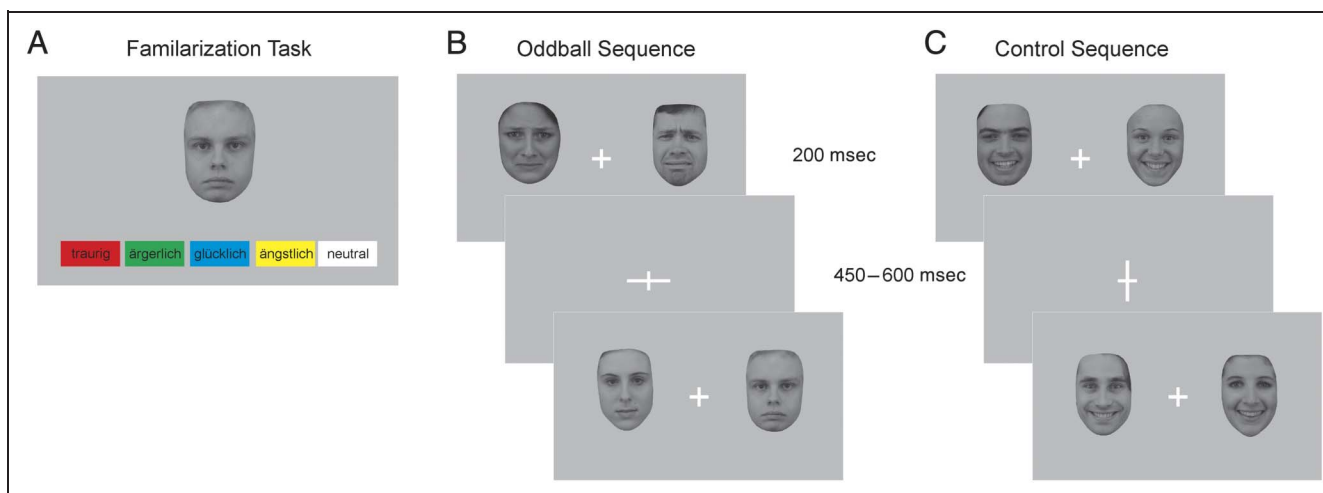 A Familarization Task
B Oddball Sequence
C Control Sequence
200 msec
450–600 msec
traurig ärgerlich glücklich ängstlich neutral